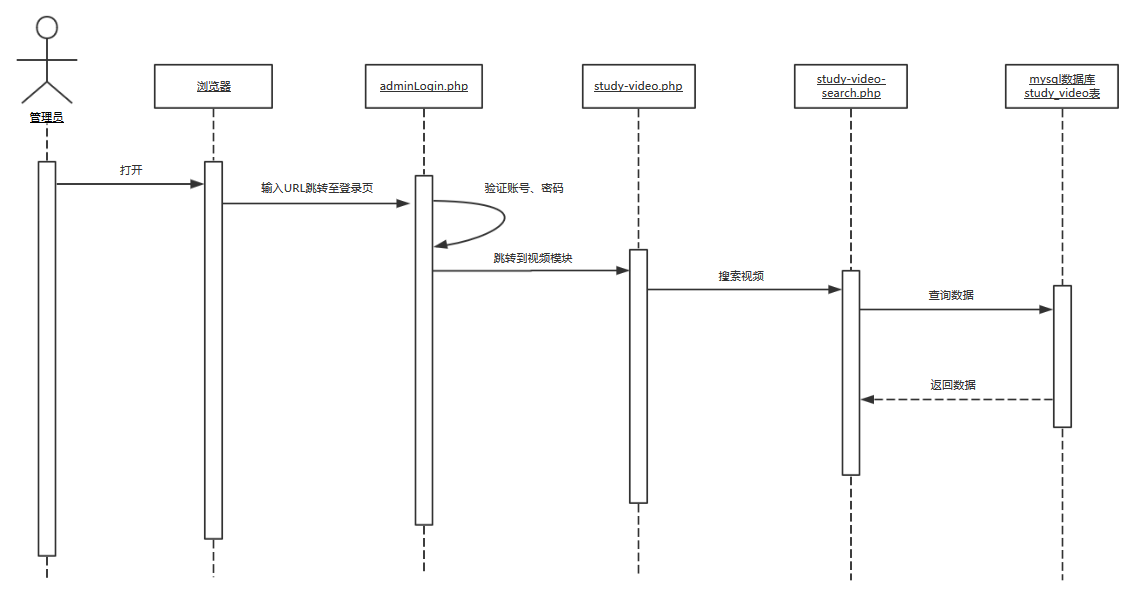 管理员
浏览器
adminLogin.php
study-video.php
study-video-
search.php
mysql数据库
study_video表
打开
输入URL跳转至登录页
验证账号、密码
跳转到视频模块
搜索视频
查询数据
返回数据